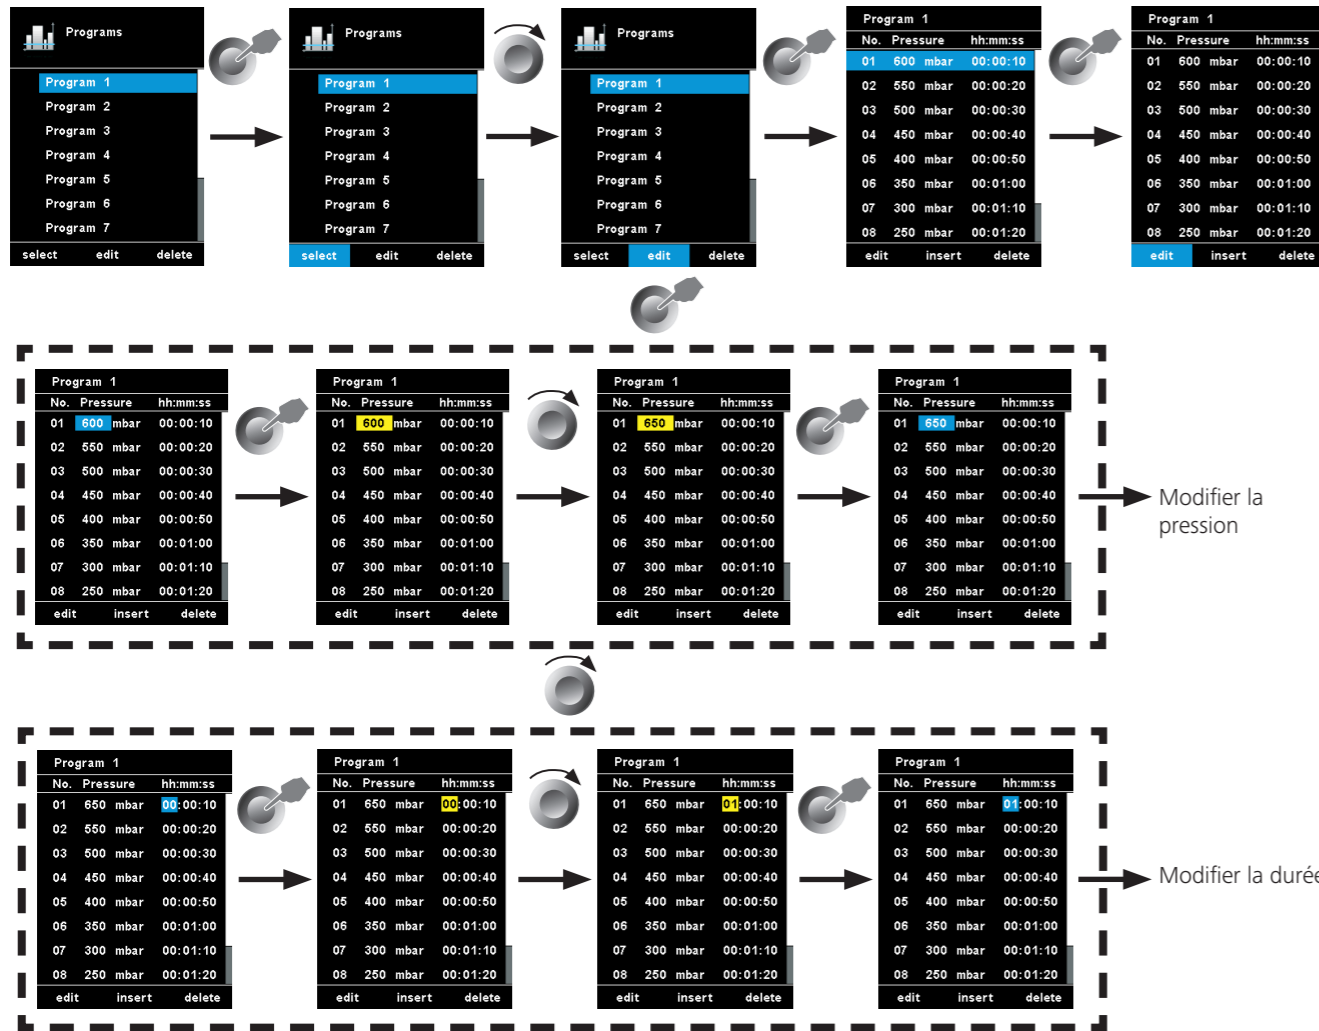 Programs
Program 1
Program 2
Program 3
Program 4
Program 5
Program 6
Program 7
select edit delete
Programs
Program 1
Program 2
Program 3
Program 4
Program 5
Program 6
Program 7
select edit delete
Programs
Program 1
Program 2
Program 3
Program 4
Program 5
Program 6
Program 7
select edit delete
Program 1
No. Pressure hh:mm:ss
01 600 mbar 00:00:10
02 550 mbar 00:00:20
03 500 mbar 00:00:30
04 450 mbar 00:00:40
05 400 mbar 00:00:50
06 350 mbar 00:01:00
07 300 mbar 00:01:10
08 250 mbar 00:01:20
edit insert delete
Program 1
No. Pressure hh:mm:ss
01 600 mbar 00:00:10
02 550 mbar 00:00:20
03 500 mbar 00:00:30
04 450 mbar 00:00:40
05 400 mbar 00:00:50
06 350 mbar 00:01:00
07 300 mbar 00:01:10
08 250 mbar 00:01:20
edit insert delete
Program 1
No. Pressure hh:mm:ss
01 600 mbar 00:00:10
02 550 mbar 00:00:20
03 500 mbar 00:00:30
04 450 mbar 00:00:40
05 400 mbar 00:00:50
06 350 mbar 00:01:00
07 300 mbar 00:01:10
08 250 mbar 00:01:20
edit insert delete
Program 1
No. Pressure hh:mm:ss
01 600 mbar 00:00:10
02 550 mbar 00:00:20
03 500 mbar 00:00:30
04 450 mbar 00:00:40
05 400 mbar 00:00:50
06 350 mbar 00:01:00
07 300 mbar 00:01:10
08 250 mbar 00:01:20
edit insert delete
Program 1
No. Pressure hh:mm:ss
01 650 mbar 00:00:10
02 550 mbar 00:00:20
03 500 mbar 00:00:30
04 450 mbar 00:00:40
05 400 mbar 00:00:50
06 350 mbar 00:01:00
07 300 mbar 00:01:10
08 250 mbar 00:01:20
edit insert delete
Program 1
No. Pressure hh:mm:ss
01 650 mbar 00:00:10
02 550 mbar 00:00:20
03 500 mbar 00:00:30
04 450 mbar 00:00:40
05 400 mbar 00:00:50
06 350 mbar 00:01:00
07 300 mbar 00:01:10
08 250 mbar 00:01:20
edit insert delete
Modifier la
pression
Program 1
No. Pressure hh:mm:ss
01 650 mbar 00:00:10
02 550 mbar 00:00:20
03 500 mbar 00:00:30
04 450 mbar 00:00:40
05 400 mbar 00:00:50
06 350 mbar 00:01:00
07 300 mbar 00:01:10
08 250 mbar 00:01:20
edit insert delete
Program 1
No. Pressure hh:mm:ss
01 650 mbar 00:00:10
02 550 mbar 00:00:20
03 500 mbar 00:00:30
04 450 mbar 00:00:40
05 400 mbar 00:00:50
06 350 mbar 00:01:00
07 300 mbar 00:01:10
08 250 mbar 00:01:20
edit insert delete
Program 1
No. Pressure hh:mm:ss
01 650 mbar 01:00:10
02 550 mbar 00:00:20
03 500 mbar 00:00:30
04 450 mbar 00:00:40
05 400 mbar 00:00:50
06 350 mbar 00:01:00
07 300 mbar 00:01:10
08 250 mbar 00:01:20
edit insert delete
Program 1
No. Pressure hh:mm:ss
01 650 mbar 01:00:10
02 550 mbar 00:00:20
03 500 mbar 00:00:30
04 450 mbar 00:00:40
05 400 mbar 00:00:50
06 350 mbar 00:01:00
07 300 mbar 00:01:10
08 250 mbar 00:01:20
edit insert delete
Modifier la durée